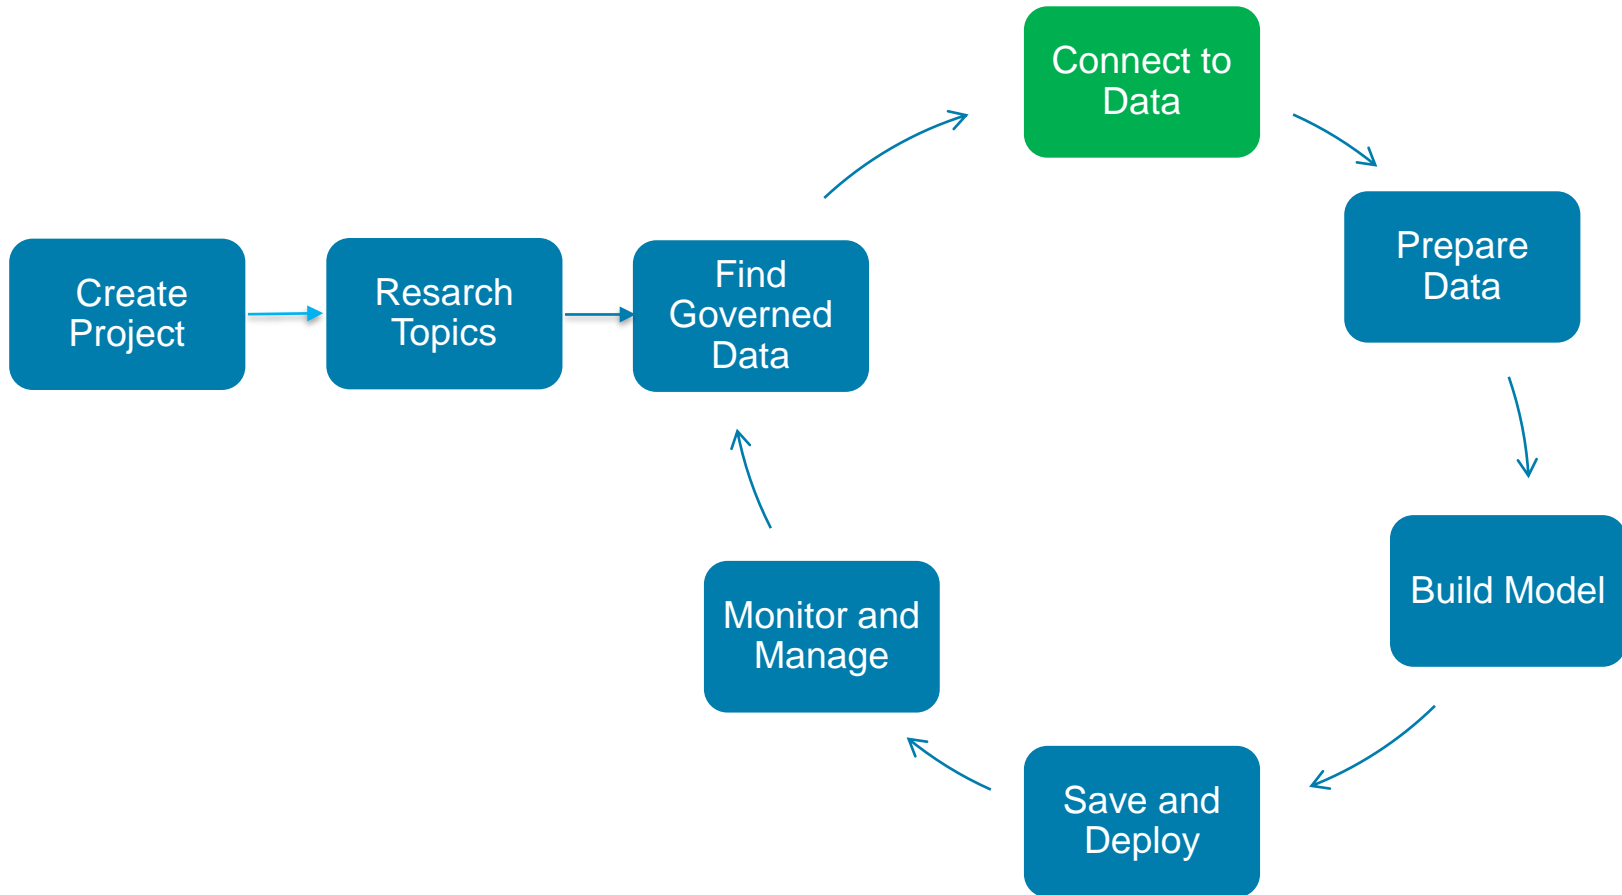 Create
Project
Resarch
Topics
Find
Governed
Data
Connect to
Data
Prepare
Data
Build Model
Save and
Deploy
Monitor and
Manage